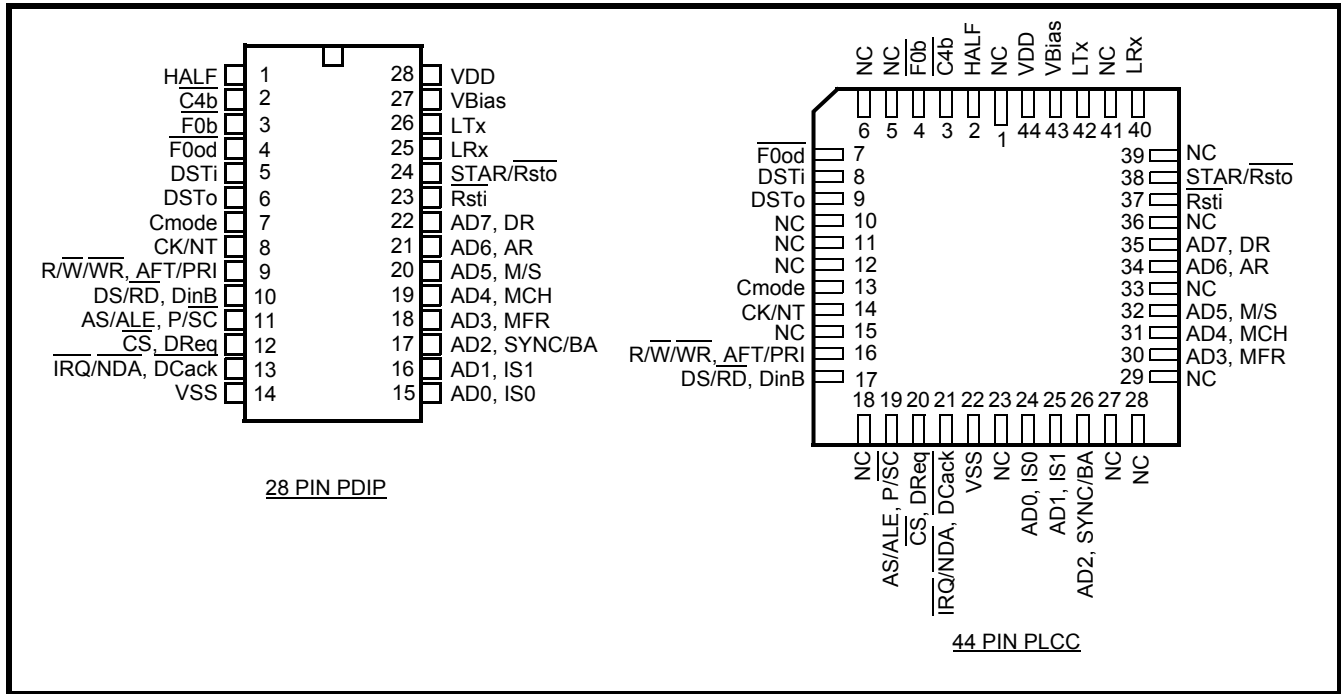 HALF 1
C4b 2
F0b 3
F0od 4
DSTi 5
DSTo 6
Cmode 7
CK/NT 8
R/W/WR, AFT/PRI 9
DS/RD, DinB 10
AS/ALE, P/SC 11
CS, DReq 12
IRQ/NDA, DCack 13
VSS 14
28 VDD
27 VBias
26 LTx
25 LRx
24 STAR/Rsto
23 Rsti
22 AD7, DR
21 AD6, AR
20 AD5, M/S
19 AD4, MCH
18 AD3, MFR
17 AD2, SYNC/BA
16 AD1, IS1
15 AD0, IS0
28 PIN PDIP
NC NC F0b C4b HALF NC VDD VBias LTx NC LRx
6 5 4 3 2 1 44 43 42 41 40
F0od 7
DSTi 8
DSTo 9
NC 10
NC 11
NC 12
Cmode 13
CK/NT 14
NC 15
R/W/WR, AFT/PRI 16
DS/RD, DinB 17
39 NC
38 STAR/Rsto
37 Rsti
36 NC
35 AD7, DR
34 AD6, AR
33 NC
32 AD5, M/S
31 AD4, MCH
30 AD3, MFR
29 NC
18 19 20 21 22 23 24 25 26 27 28
NC
AS/ALE, P/SC
CS, DReq
IRQ/NDA, DCack
VSS
NC
AD0, IS0
AD1, IS1
AD2, SYNC/BA
NC
NC
44 PIN PLCC